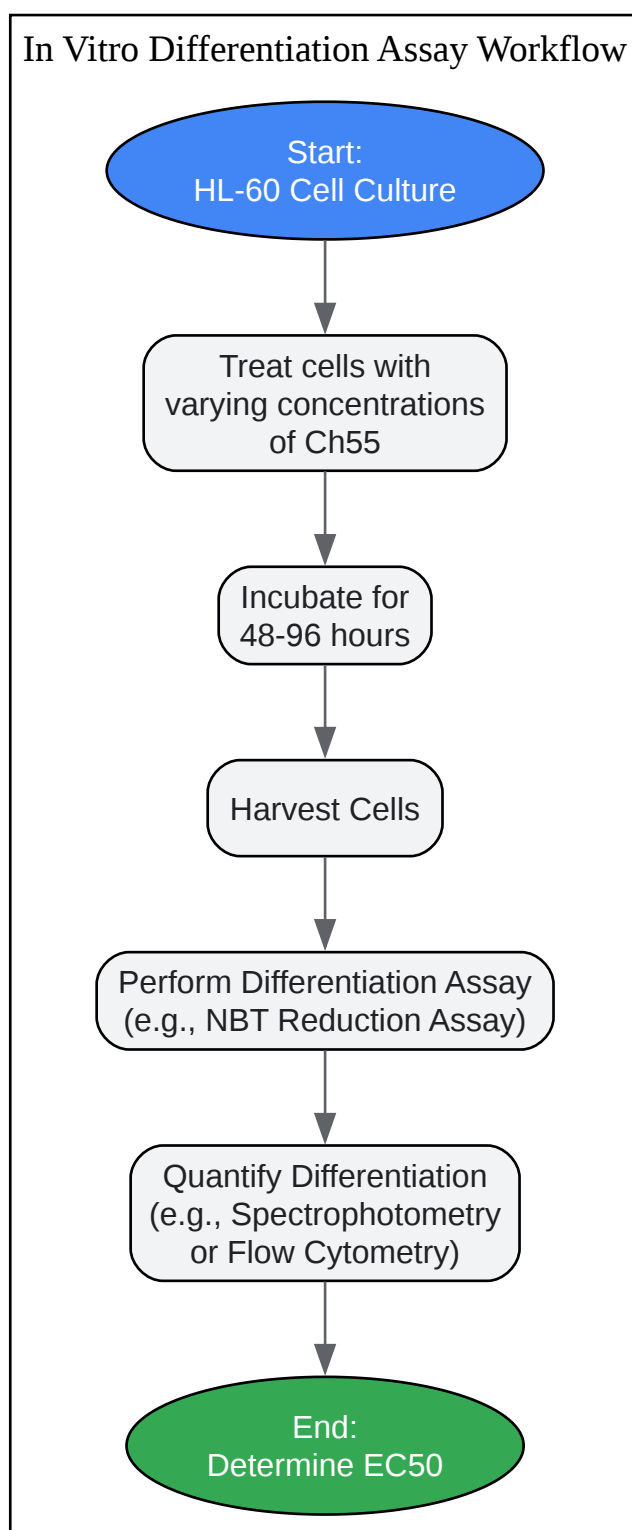 In Vitro Differentiation Assay Workflow
Start:
HL-60 Cell Culture
Treat cells with
varying concentrations
of Ch55
Incubate for
48-96 hours
Harvest Cells
Perform Differentiation Assay
(e.g., NBT Reduction Assay)
Quantify Differentiation
(e.g., Spectrophotometry
or Flow Cytometry)
End:
Determine EC50